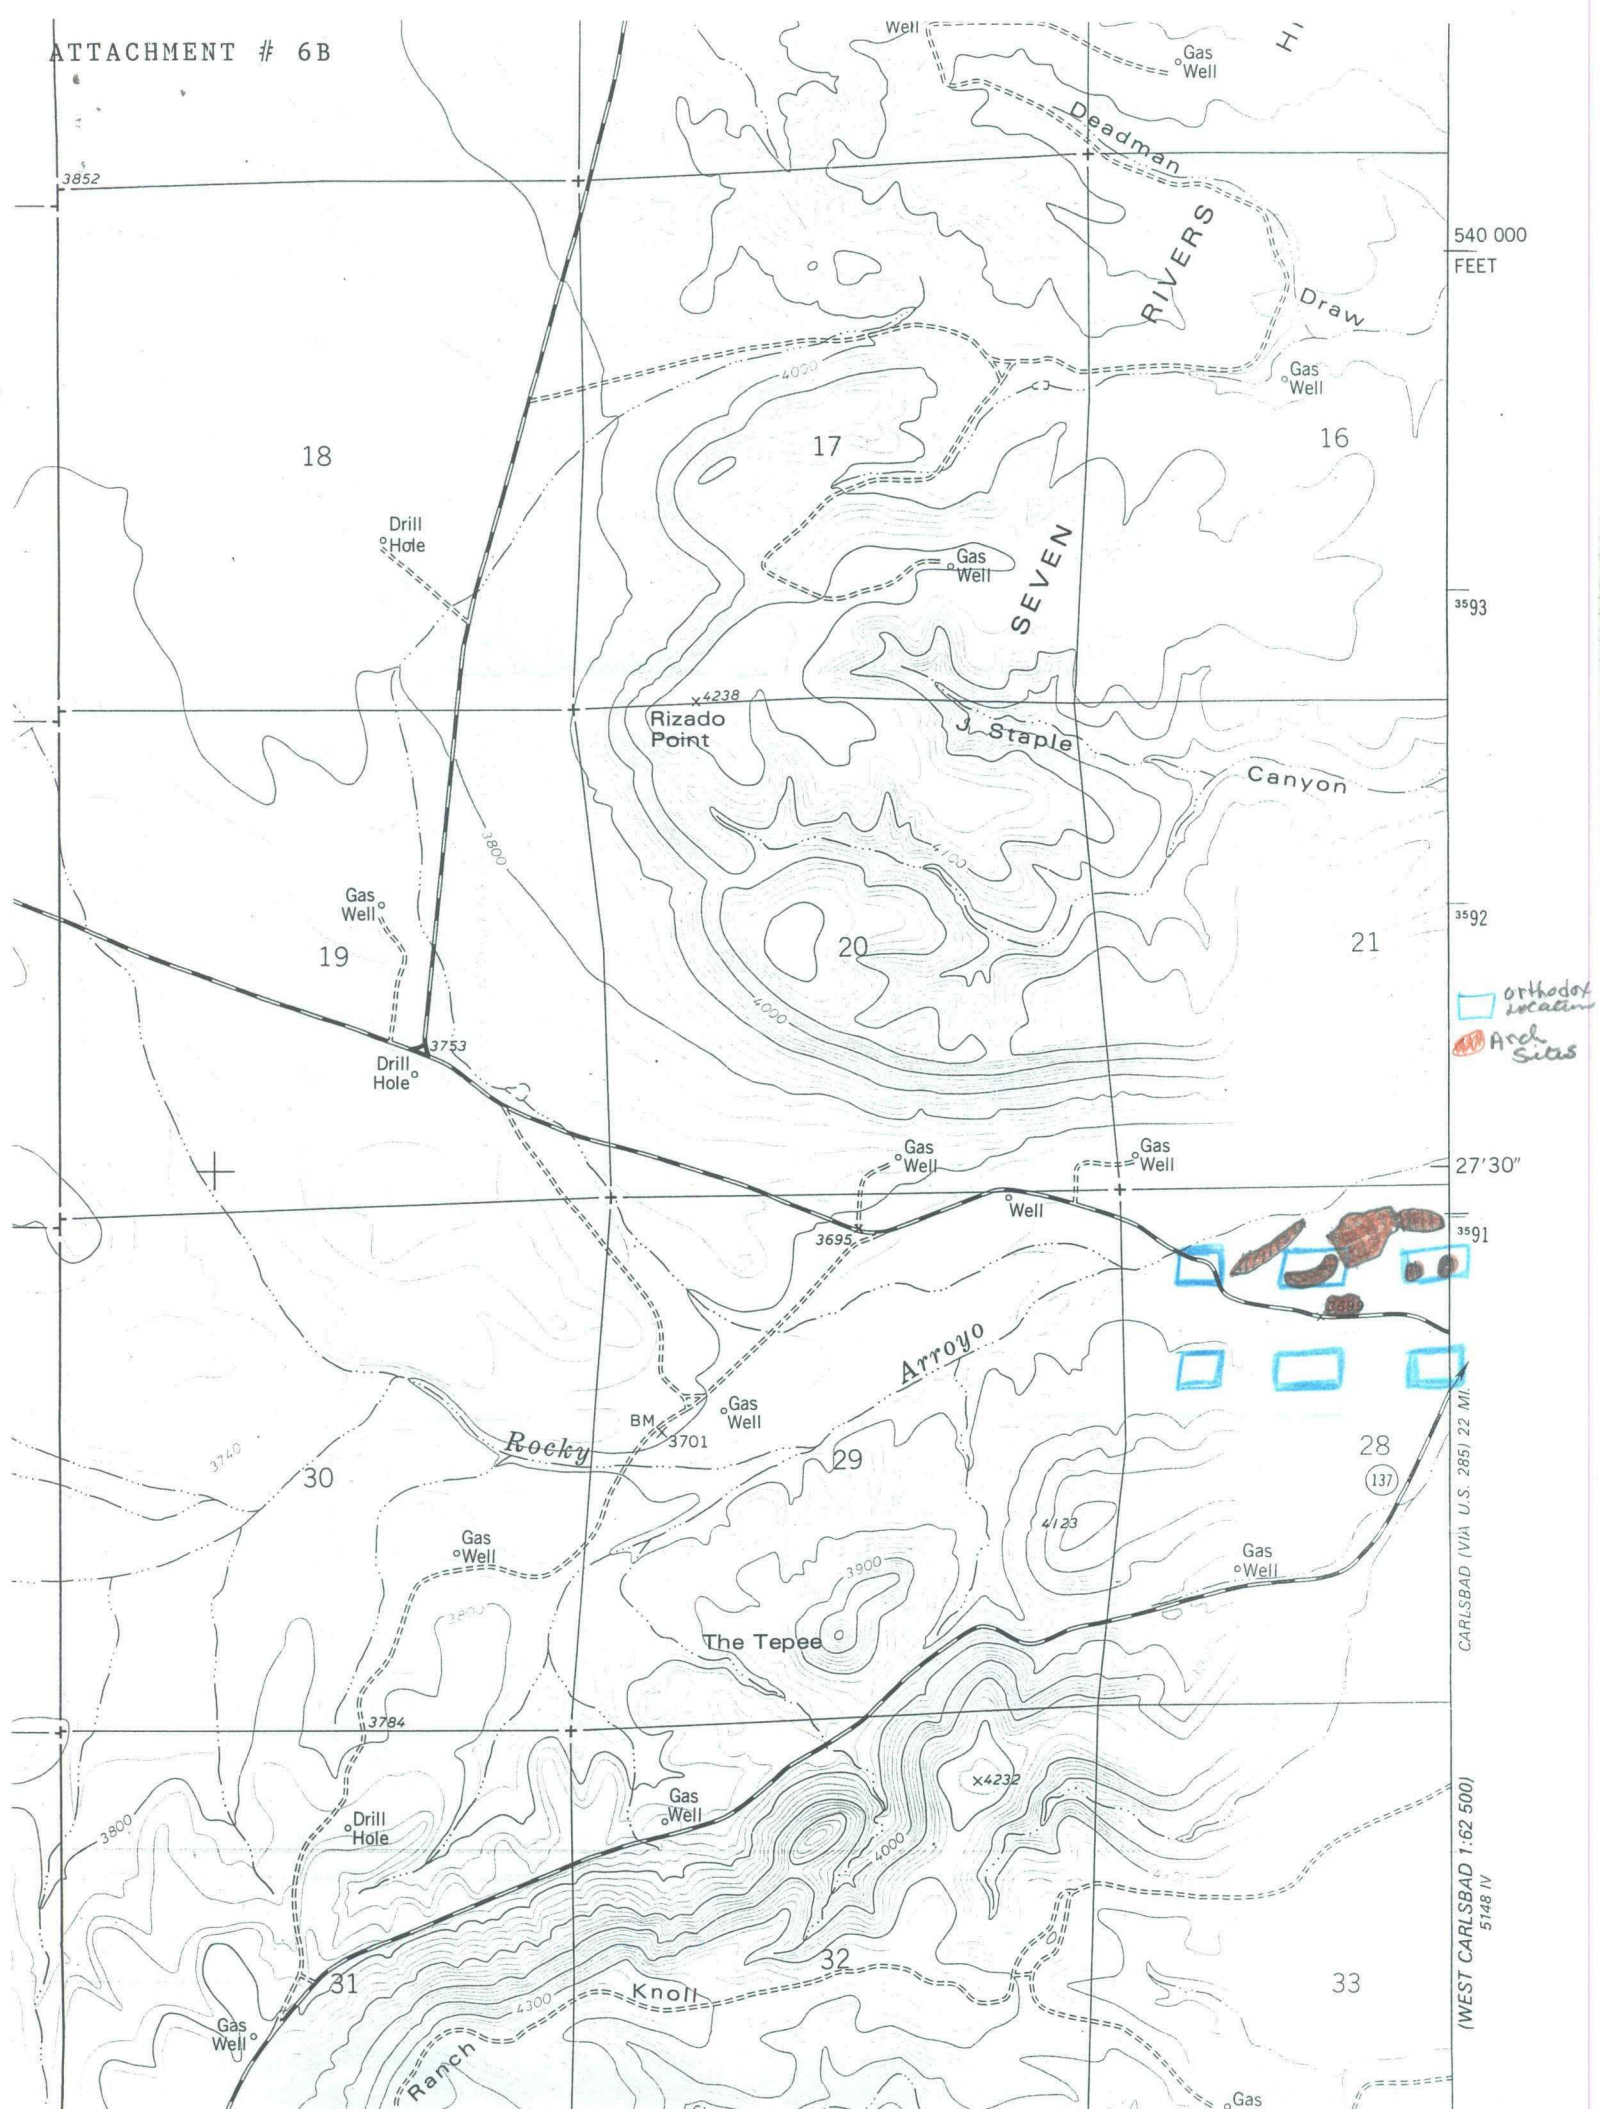 ATTACHMENT # 6B
Well
Gas
Well
HI
Deadman
3852
RIVERS
540 000
FEET
Draw
4000
Gas
Well
18
17
16
Drill
Hole
Gas
Well
SEVEN
3593
4238
Rizado
Point
J Staple
Canyon
3800
4100
Gas
Well
3592
19
20
21
orthodox
Location
4000
Arch
Sites
3753
Drill
Hole
Gas
Well
Gas
Well
27'30"
Well
3695
3591
Arroyo
Gas
Well
BM
3701
Rocky
3740
30
29
28
137
CARLSBAD (VIA U.S. 285) 22 MI.
4123
Gas
Well
Gas
Well
3900
3800
The Tepee
3784
4232
Gas
Well
Drill
Hole
3800
4000
(WEST CARLSBAD 1:62 500)
5148 IV
32
31
33
Knoll
4300
Gas
Well
Ranch
Gas